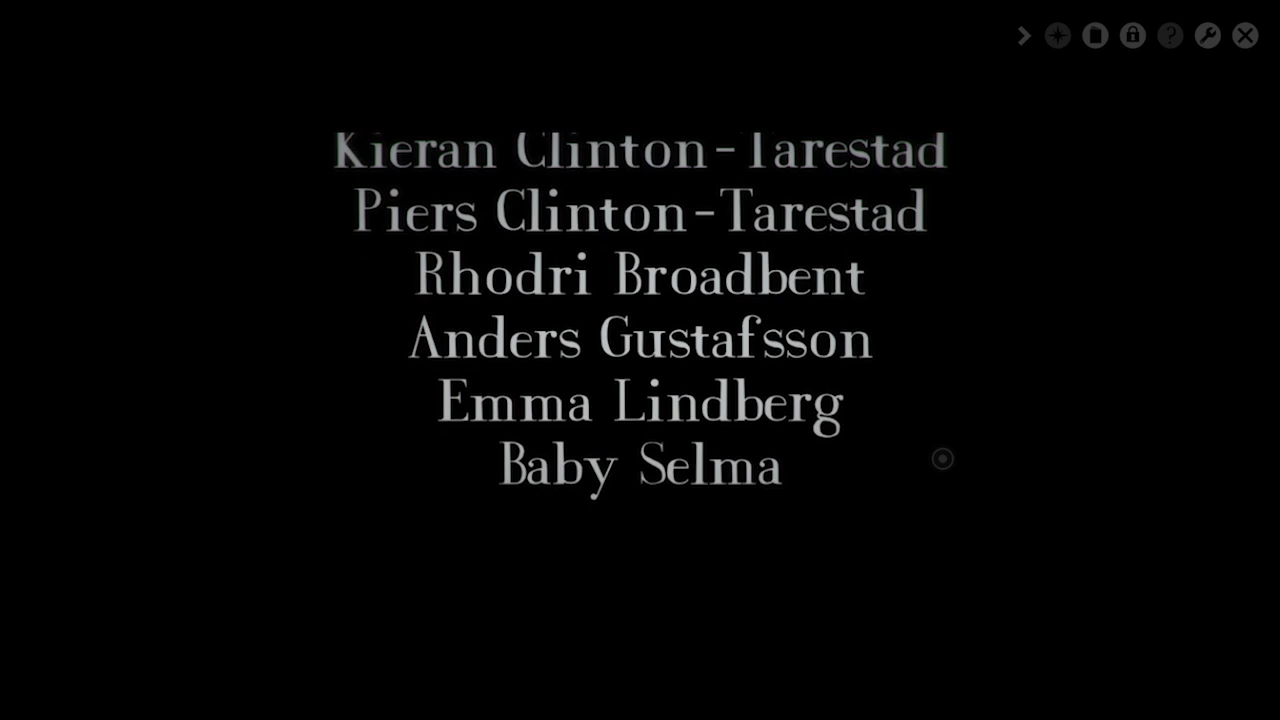 Kieran Clinton-Tarestad
Piers Clinton-Tarestad
Rhodri Broadbent
Anders Gustafsson
Emma Lindberg
Baby Selma